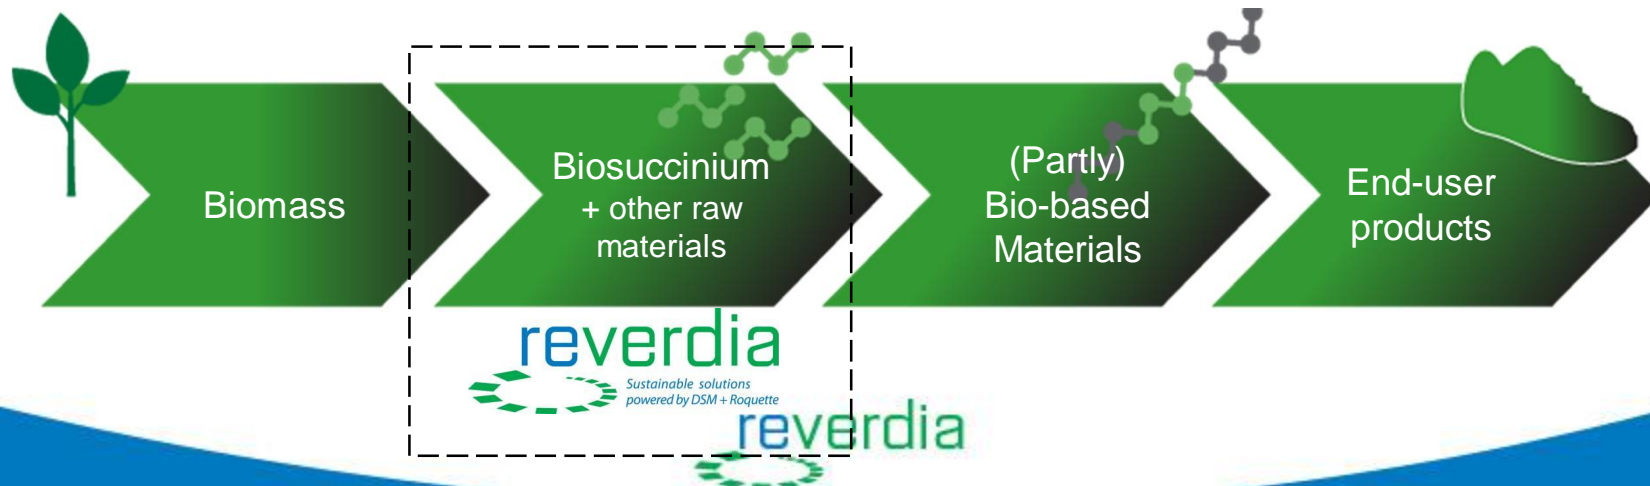 Biomass
Biosuccinium
+ other raw
materials
(Partly)
Bio-based
Materials
End-user
products
reverdia
Sustainable solutions
powered by DSM + Roquette
reverdia